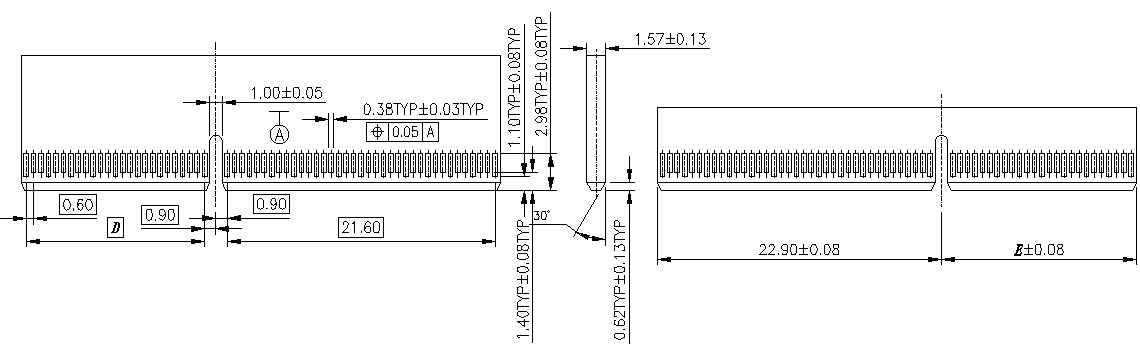 1.00±0.05
A
0.38TYP±0.03TYP
0.05 A
1.10TYP±0.08TYP
2.98TYP±0.08TYP
1.57±0.13
0.60
D
0.90
0.90
21.60
1.40TYP±0.08TYP
30°
0.62TYP±0.13TYP
22.90±0.08
E±0.08